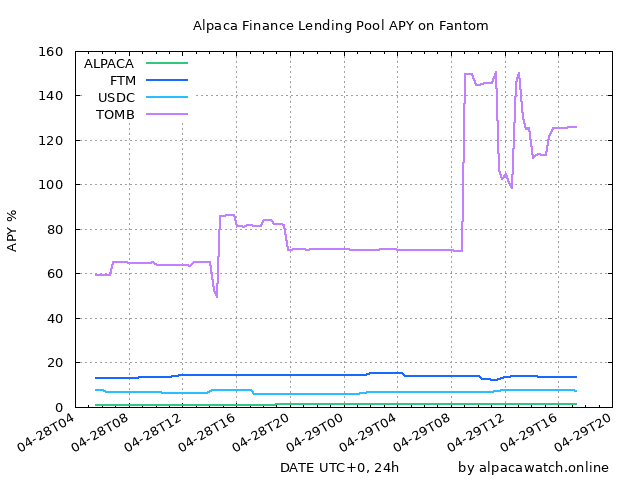 Alpaca Finance Lending Pool APY on Fantom
160
140
120
100
80
60
40
20
0
APY %
ALPACA
FTM
USDC
TOMB
04-28T04
04-28T08
04-28T12
04-28T16
04-28T20
04-29T00
04-29T04
04-29T08
04-29T12
04-29T16
04-29T20
DATE UTC+0, 24h
by alpacawatch.online